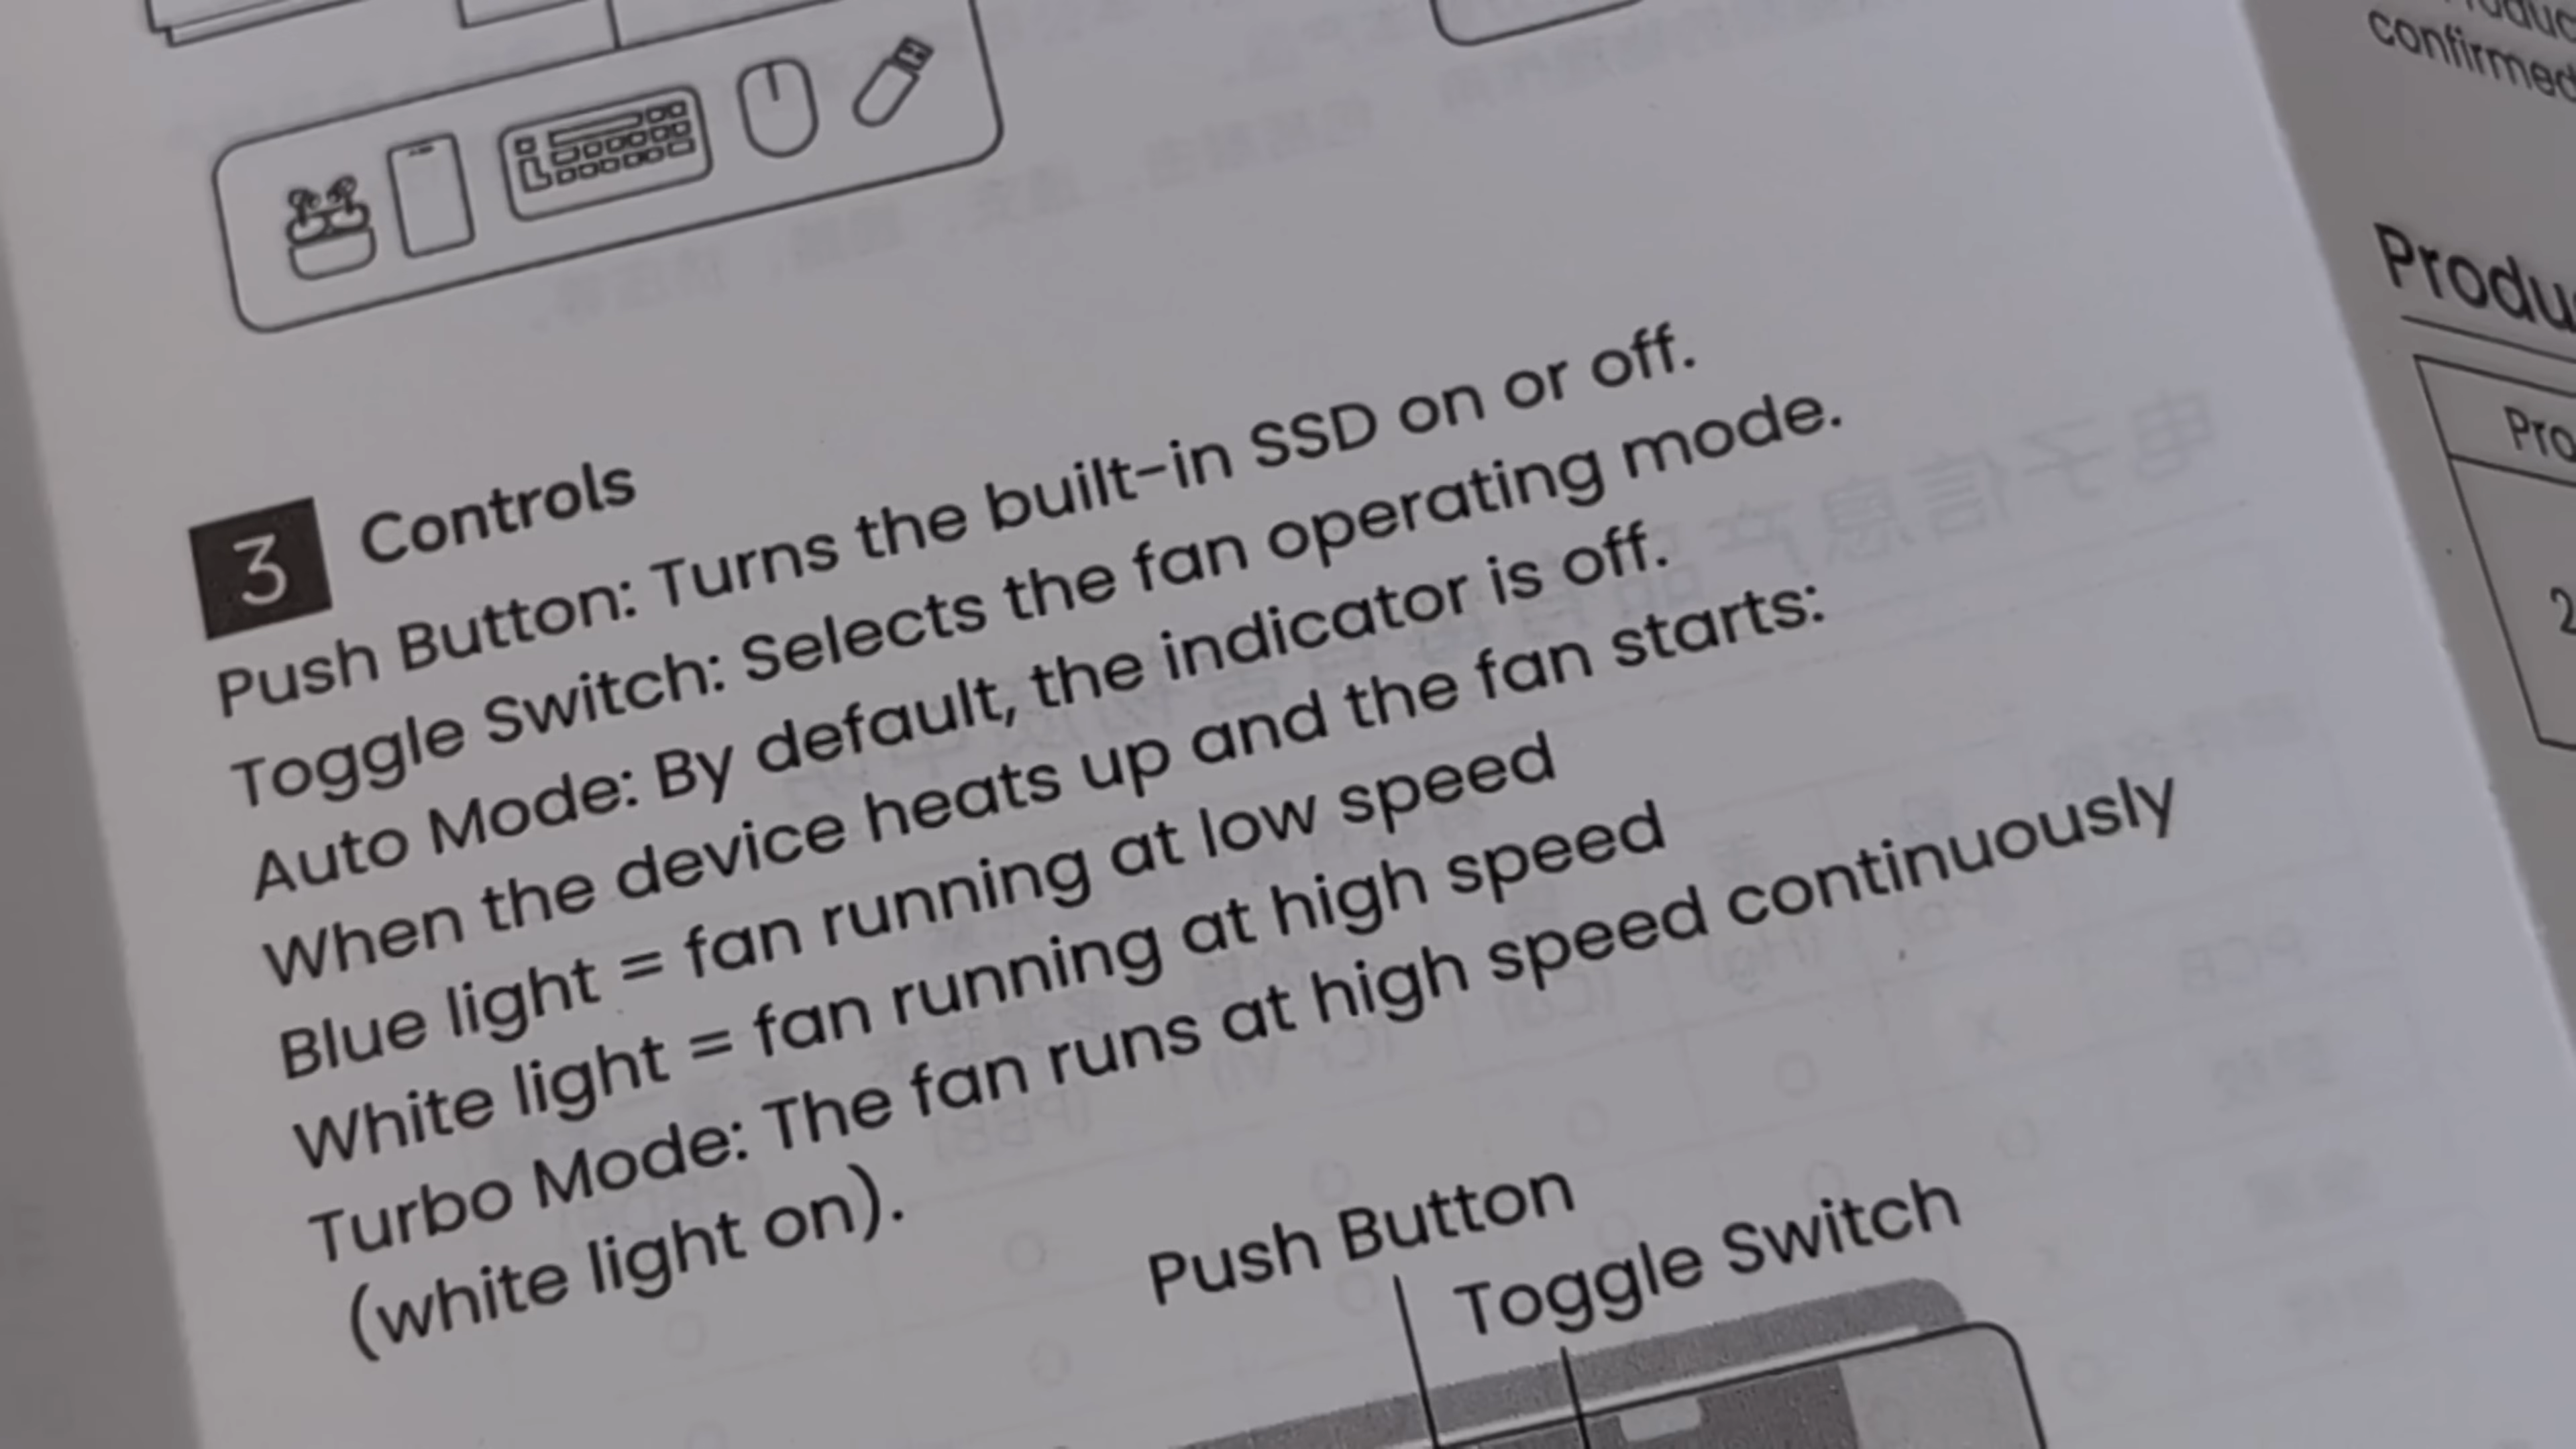 confirmed
3 Controls
Push Button: Turns the built-in SSD on or off.
Toggle Switch: Selects the fan operating mode.
Auto Mode: By default, the indicator is off.
When the device heats up and the fan starts:
Blue light = fan running at low speed
White light = fan running at high speed
Turbo Mode: The fan runs at high speed continuously
(white light on).
Push Button
Toggle Switch
Produ
Pro
2